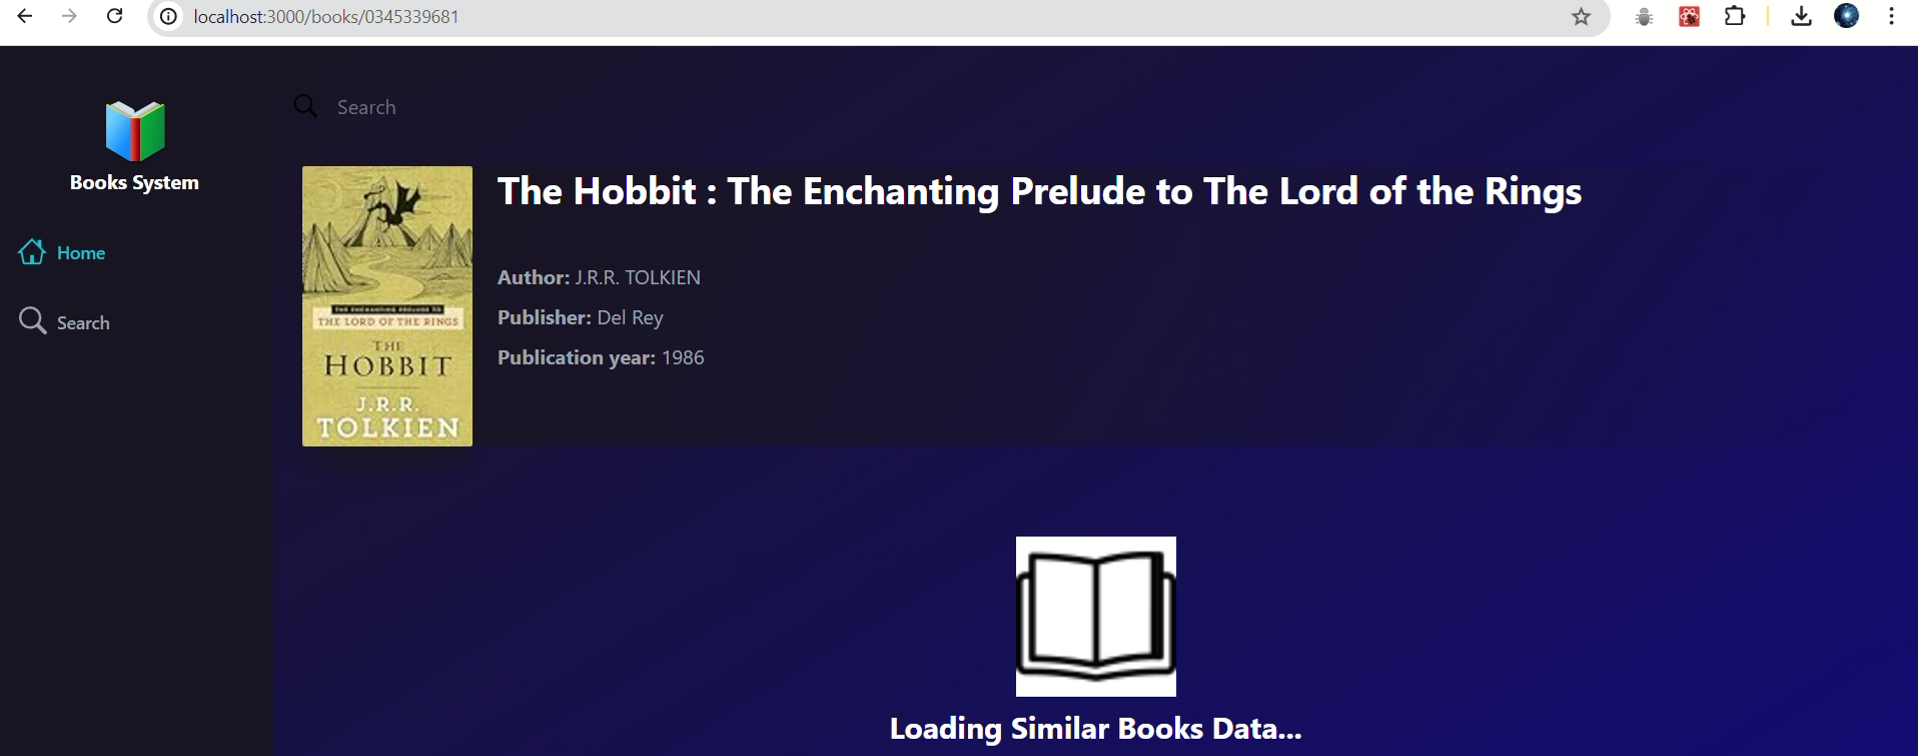 localhost:3000/books/0345339681
Search
Books System
Home
Search
The Hobbit : The Enchanting Prelude to The Lord of the Rings
Author: J.R.R. TOLKIEN
Publisher: Del Rey
Publication year: 1986
THE ENCHANTING PRELUDE TO
THE LORD OF THE RINGS
THE
HOBBIT
J.R.R.
TOLKIEN
Loading Similar Books Data...